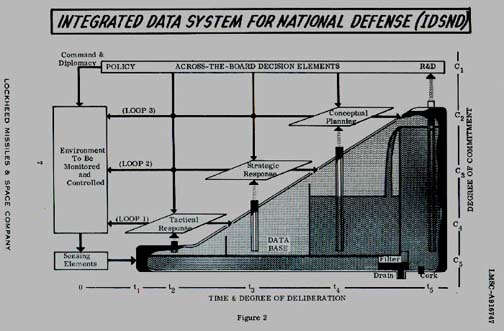 INTEGRATED DATA SYSTEM FOR NATIONAL DEFENSE (IDSND)
Command &
Diplomacy
POLICY ACROSS-THE-BOARD DECISION ELEMENTS R&D
C1
(LOOP 3)
Conceptual
Planning
C2
Environment
To Be
Monitored
and
Controlled
(LOOP 2)
Strategic
Response
C3
(LOOP 1)
Tactical
Response
C4
DATA
BASE
Sensing
Elements
Filter
C5
Drain
Cork
0 t1 t2 t3 t4 t5
TIME & DEGREE OF DELIBERATION
Figure 2
DEGREE OF COMMITMENT
LOCKHEED MISSILES & SPACE COMPANY
7
LMSC-A916747